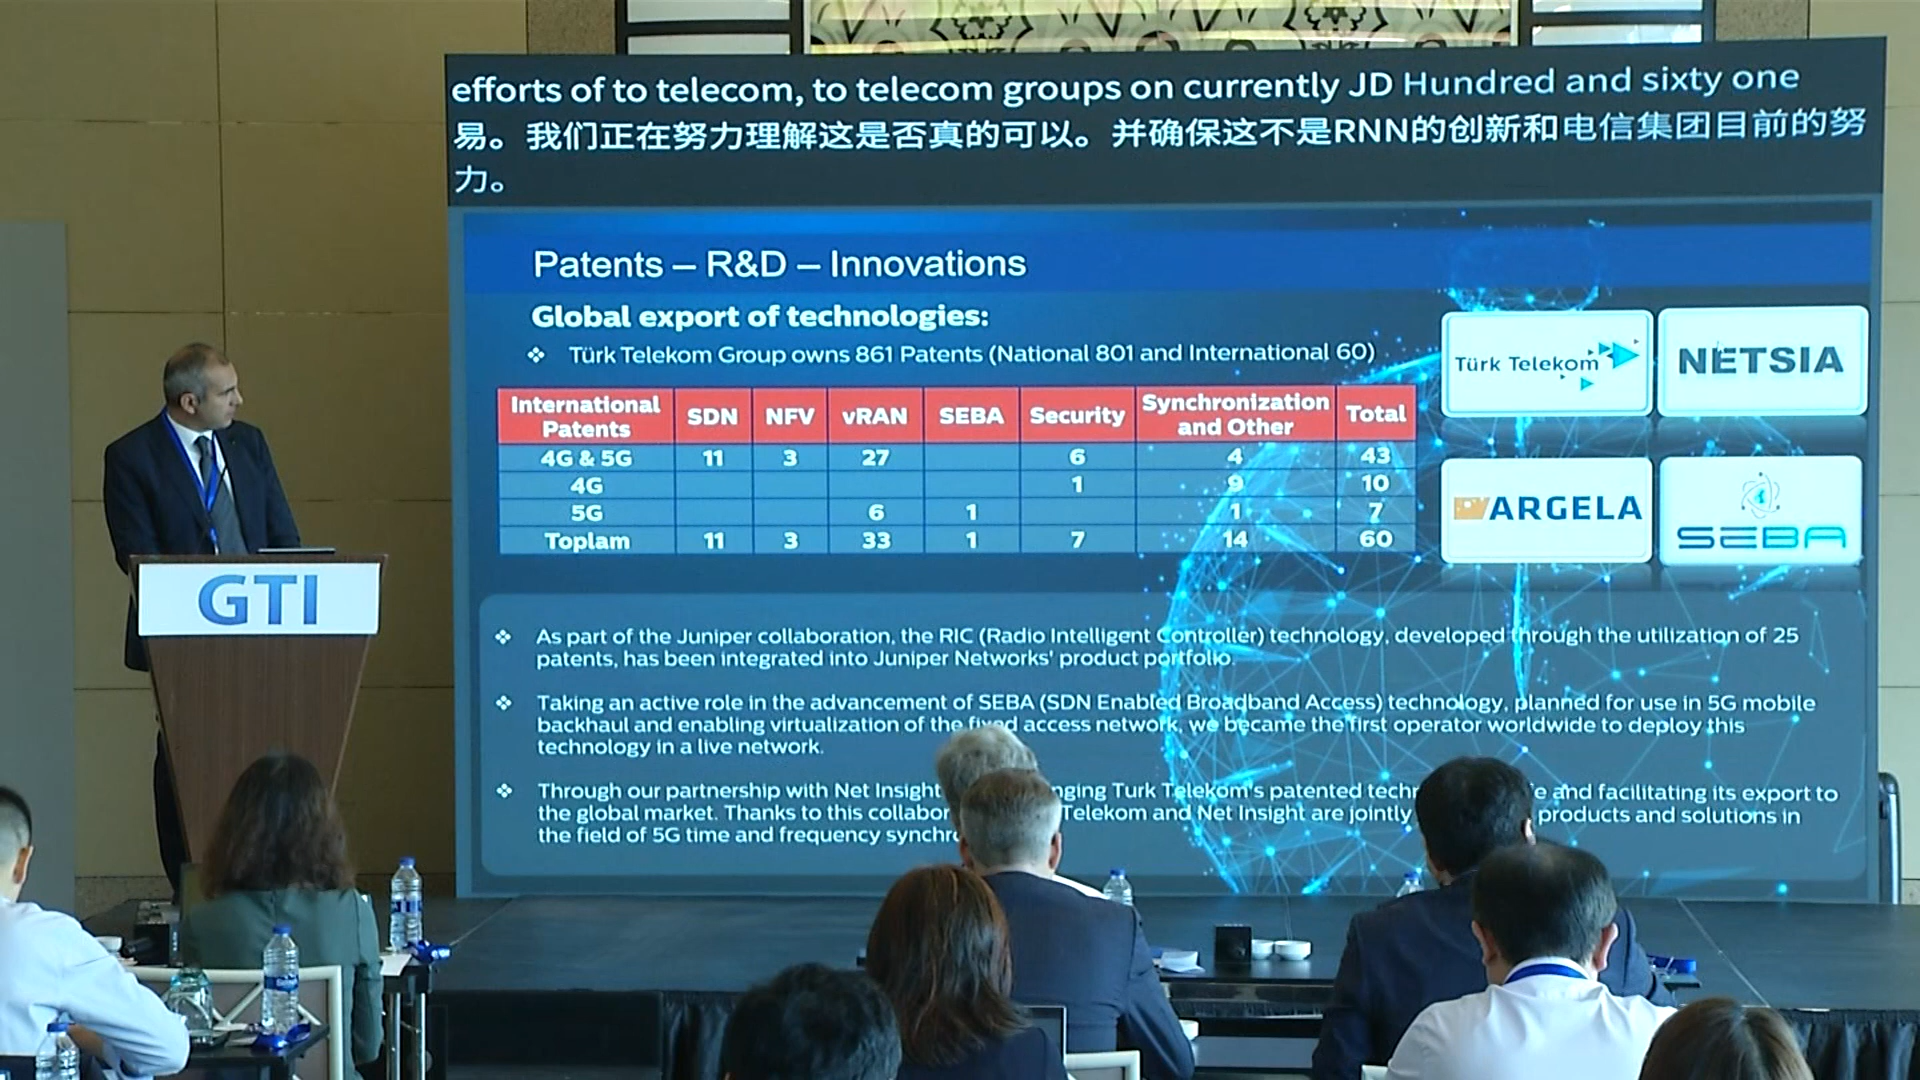 efforts of to telecom, to telecom groups on currently JD Hundred and sixty one
易。我们正在努力理解这是否真的可以。并确保这不是RNN的创新和电信集团目前的努
力。
Patents – R&D – Innovations
Global export of technologies:
❖ Türk Telekom Group owns 861 Patents (National 801 and International 60)
International Patents SDN NFV vRAN SEBA Security Synchronization and Other Total
4G & 5G 11 3 27 6 4 43
4G 1 9 10
5G 6 1 1 7
Toplam 11 3 33 1 7 14 60
Türk Telekom
NETSIA
ARGELA
SEBA
❖ As part of the Juniper collaboration, the RIC (Radio Intelligent Controller) technology, developed through the utilization of 25
patents, has been integrated into Juniper Networks' product portfolio.
❖ Taking an active role in the advancement of SEBA (SDN Enabled Broadband Access) technology, planned for use in 5G mobile
backhaul and enabling virtualization of the fixed access network, we became the first operator worldwide to deploy this
technology in a live network.
❖ Through our partnership with Net Insight Turk Telekom's patented and facilitating its export to
the global market. Thanks to this Telekom and Net Insight are jointly products and solutions in
the field of 5G time and frequency
GTI